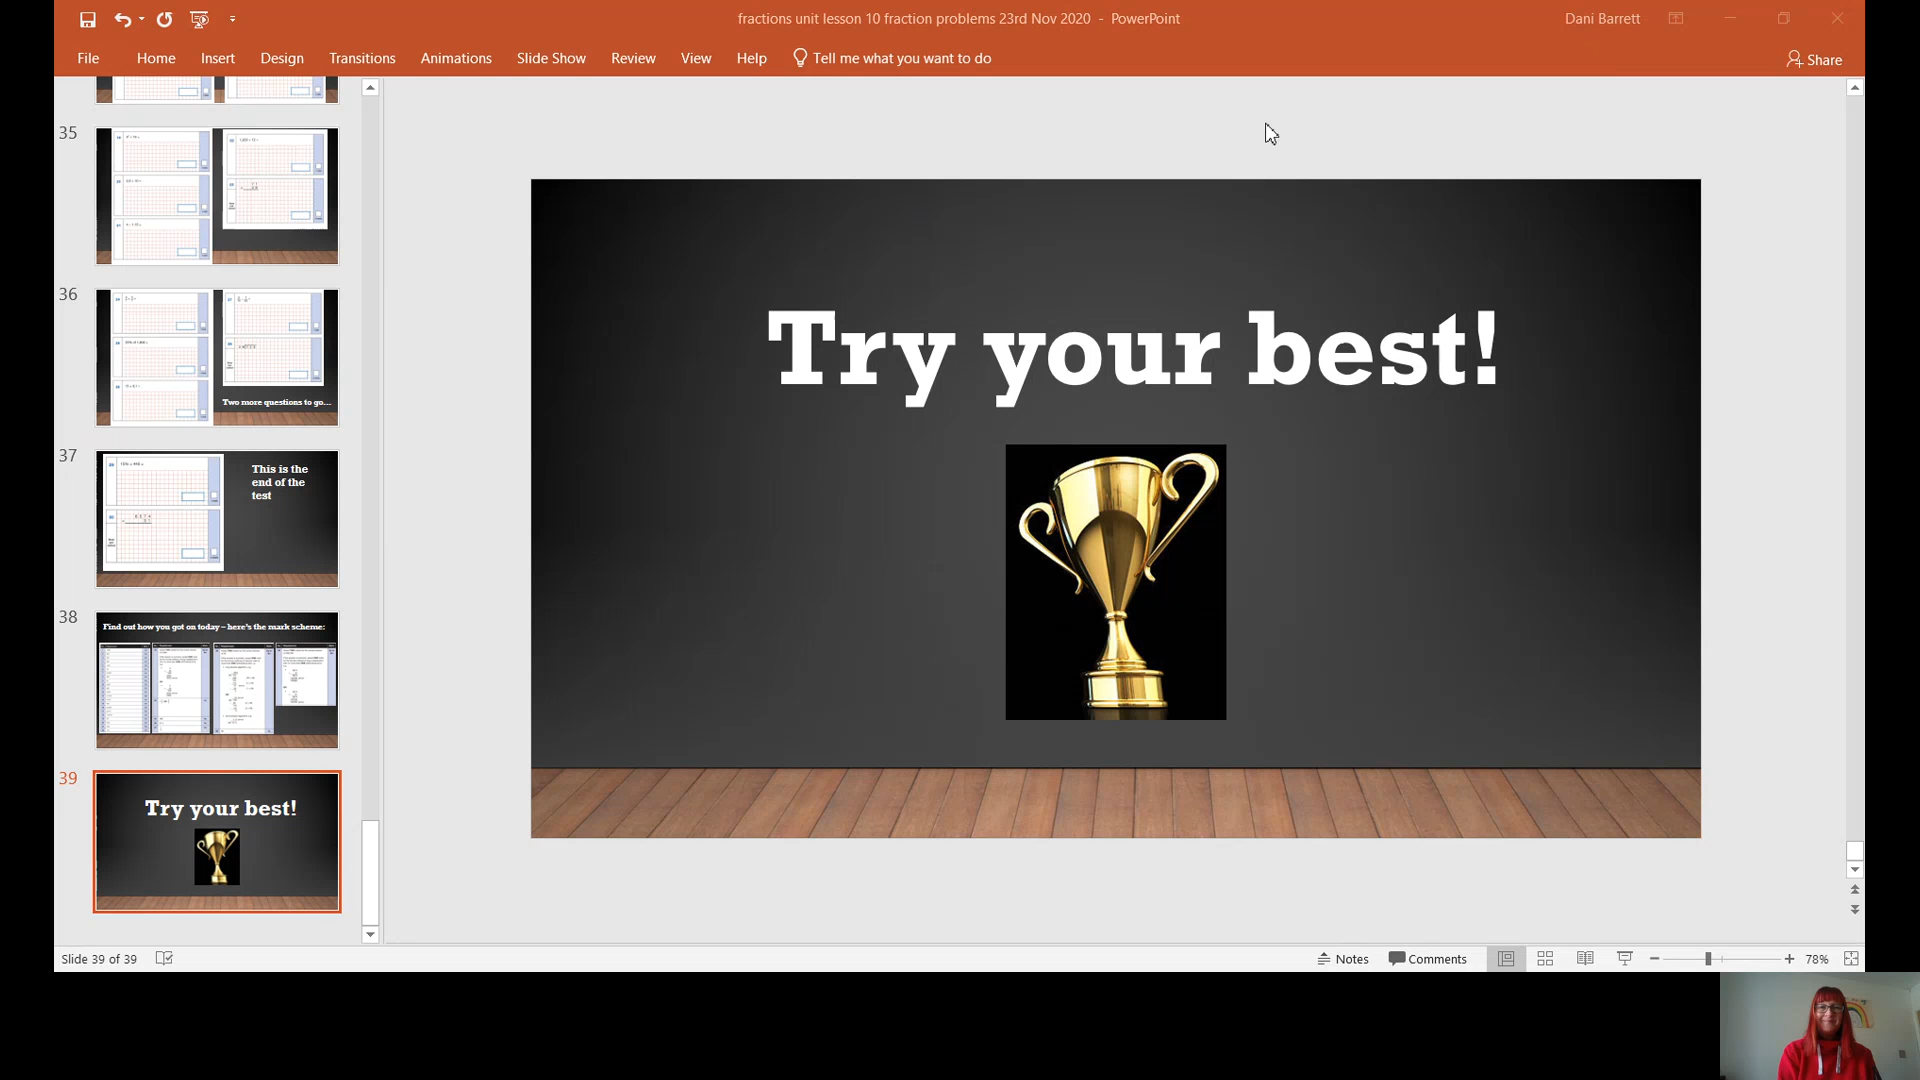 fractions unit lesson 10 fraction problems 23rd Nov 2020 - PowerPoint
Dani Barrett
File Home Insert Design Transitions Animations Slide Show Review View Help Tell me what you want to do
Share
35
36
Two more questions to go...
37
This is the
end of the
test
38
Find out how you got on today – here's the mark scheme:
39
Try your best!
Try your best!
Slide 39 of 39
Notes Comments
78%